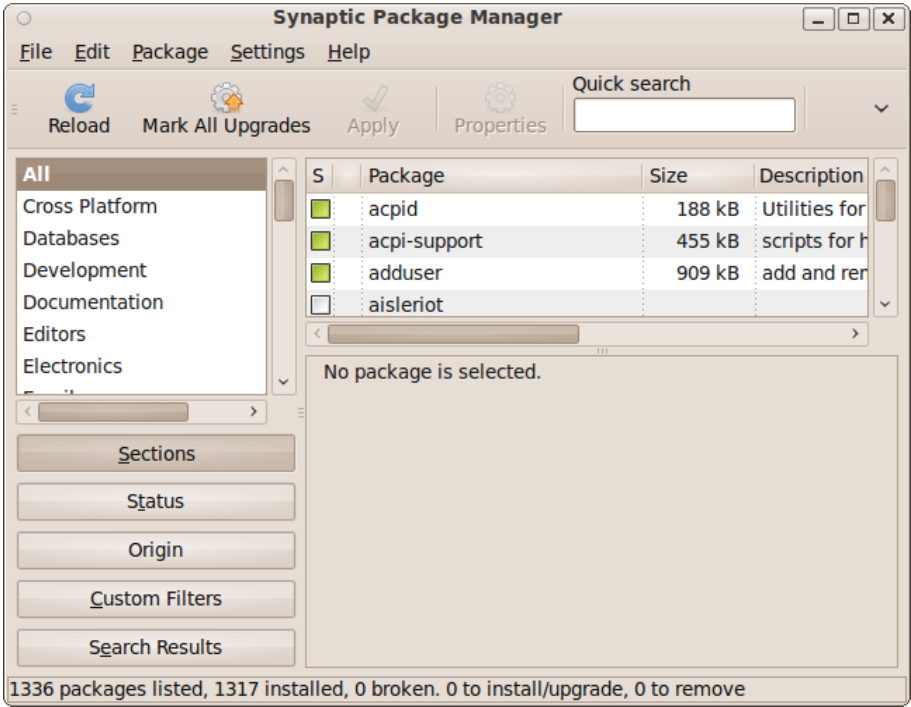 Synaptic Package Manager
File Edit Package Settings Help
Reload Mark All Upgrades Apply Properties Quick search
All
Cross Platform
Databases
Development
Documentation
Editors
Electronics
S Package Size Description
acpid 188 kB Utilities for
acpi-support 455 kB scripts for h
adduser 909 kB add and rem
aisleriot
No package is selected.
Sections
Status
Origin
Custom Filters
Search Results
1336 packages listed, 1317 installed, 0 broken. 0 to install/upgrade, 0 to remove